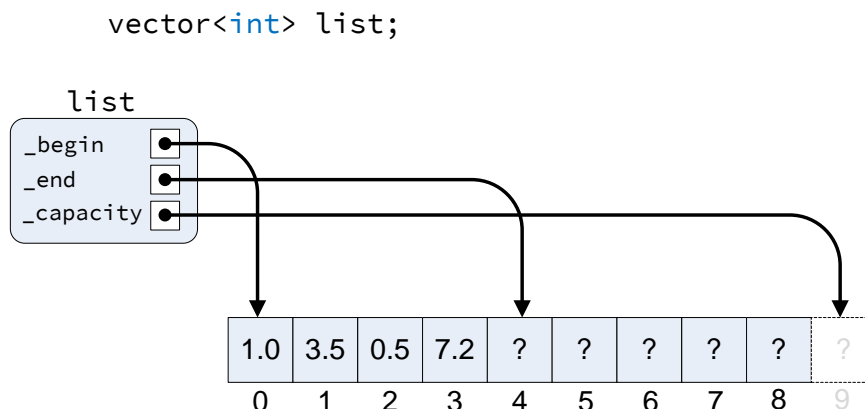 vector<int> list;
list
_begin
_end
_capacity
1.0 3.5 0.5 7.2 ? ? ? ? ? ?
0 1 2 3 4 5 6 7 8 9